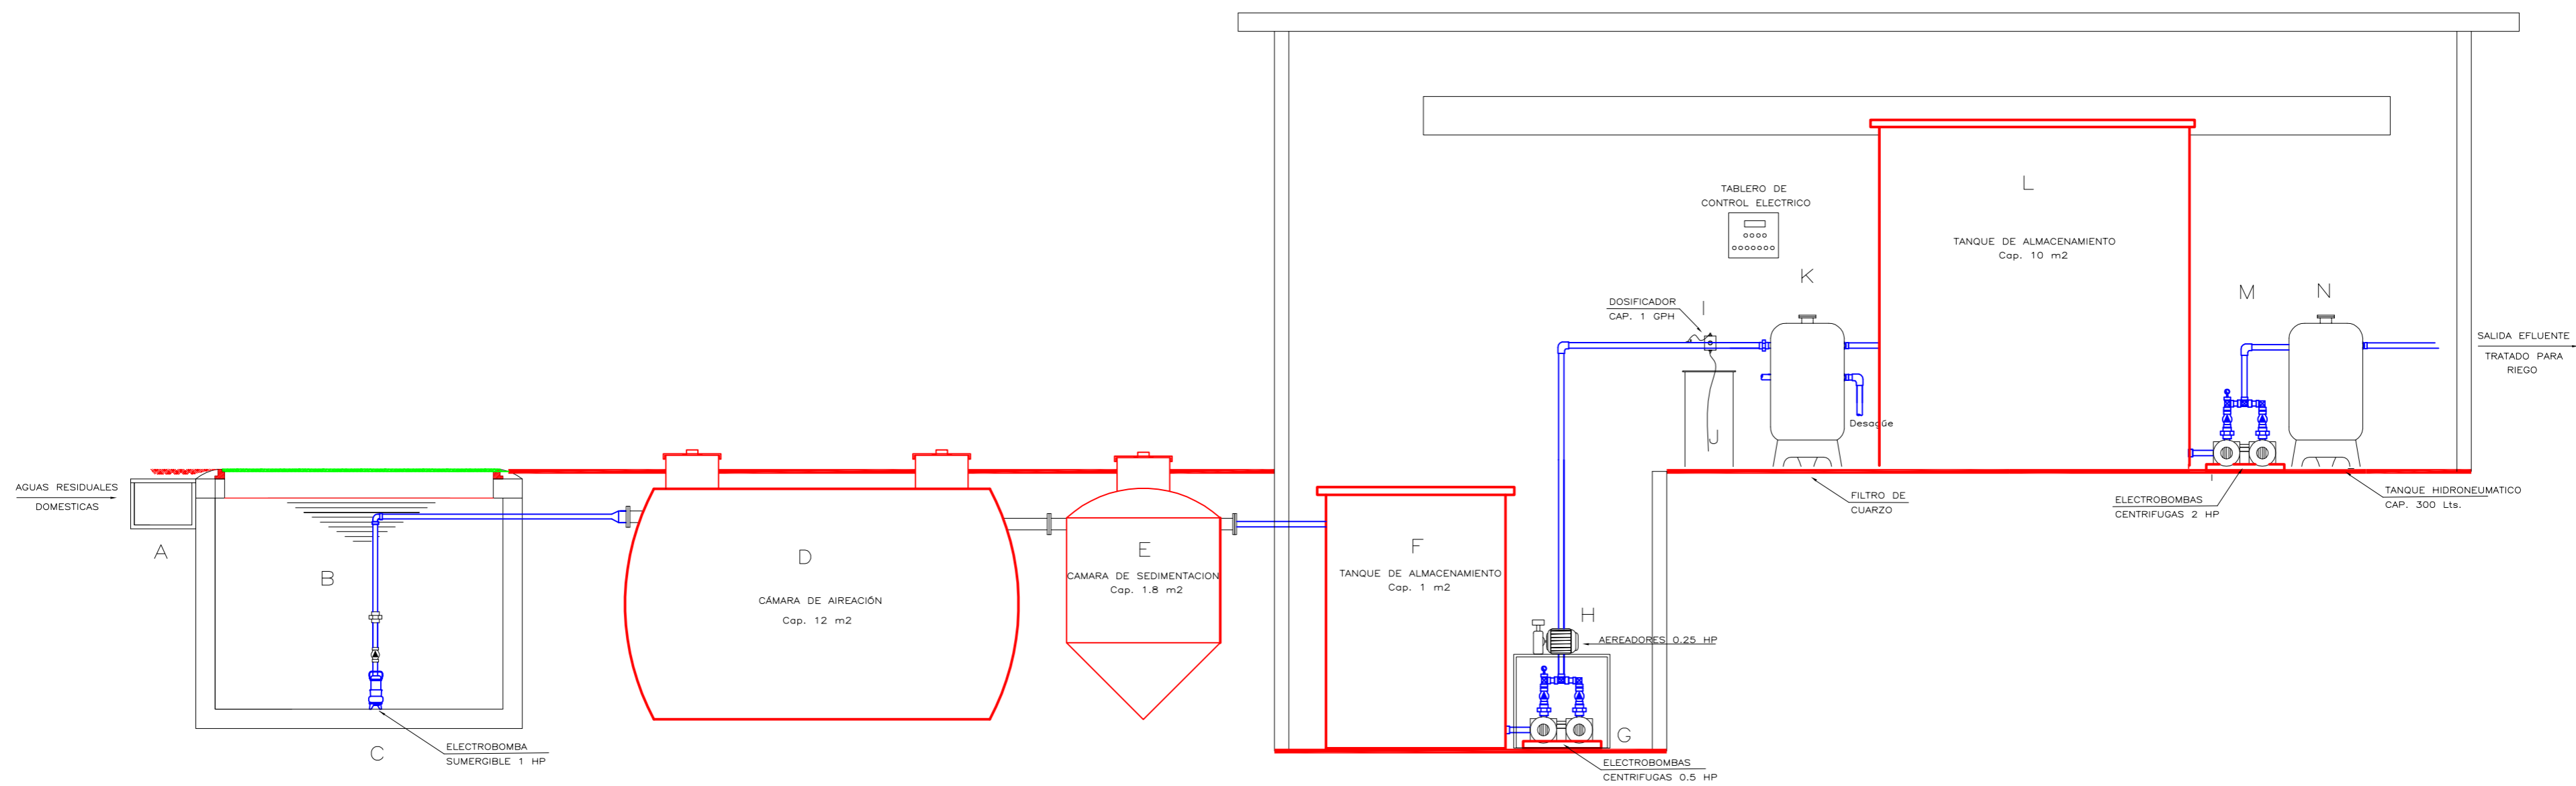 AGUAS RESIDUALES
DOMESTICAS
A
B
C
ELECTROBOMBA
SUMERGIBLE 1 HP
D
CÁMARA DE AIREACIÓN
Cap. 12 m2
E
CAMARA DE SEDIMENTACION
Cap. 1.8 m2
F
TANQUE DE ALMACENAMIENTO
Cap. 1 m2
G
ELECTROBOMBAS
CENTRIFUGAS 0.5 HP
H
AEREADORES 0.25 HP
DOSIFICADOR
CAP. 1 GPH
I
J
TABLERO DE
CONTROL ELECTRICO
K
Desagüe
FILTRO DE
CUARZO
L
TANQUE DE ALMACENAMIENTO
Cap. 10 m2
M
ELECTROBOMBAS
CENTRIFUGAS 2 HP
N
TANQUE HIDRONEUMATICO
CAP. 300 Lts.
SALIDA EFLUENTE
TRATADO PARA
RIEGO